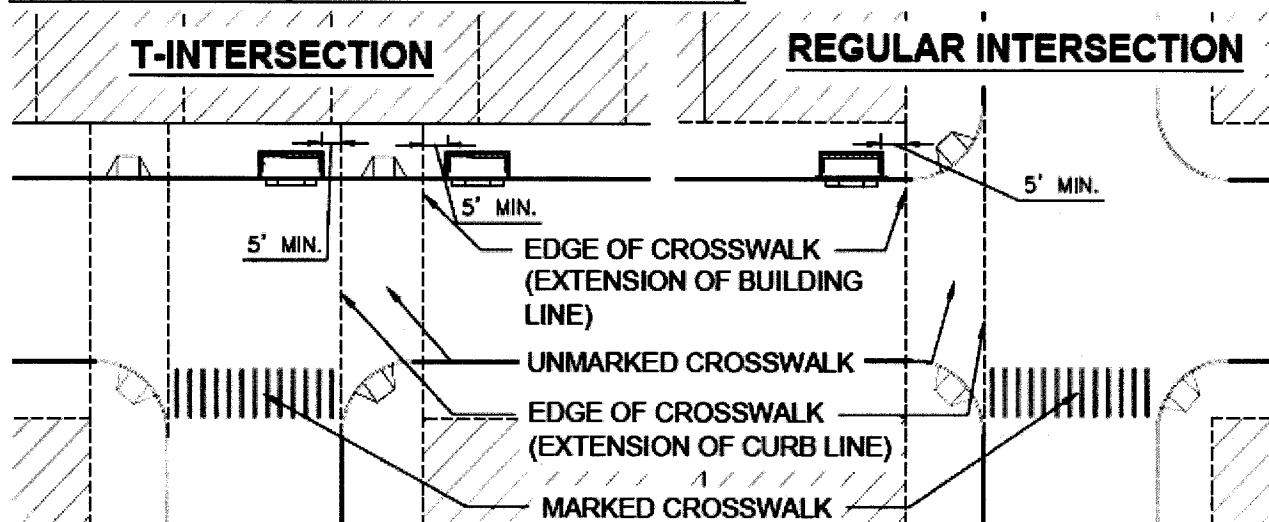 T-INTERSECTION
REGULAR INTERSECTION
5' MIN.
5' MIN.
5' MIN.
EDGE OF CROSSWALK
(EXTENSION OF BUILDING
LINE)
UNMARKED CROSSWALK
EDGE OF CROSSWALK
(EXTENSION OF CURB LINE)
MARKED CROSSWALK